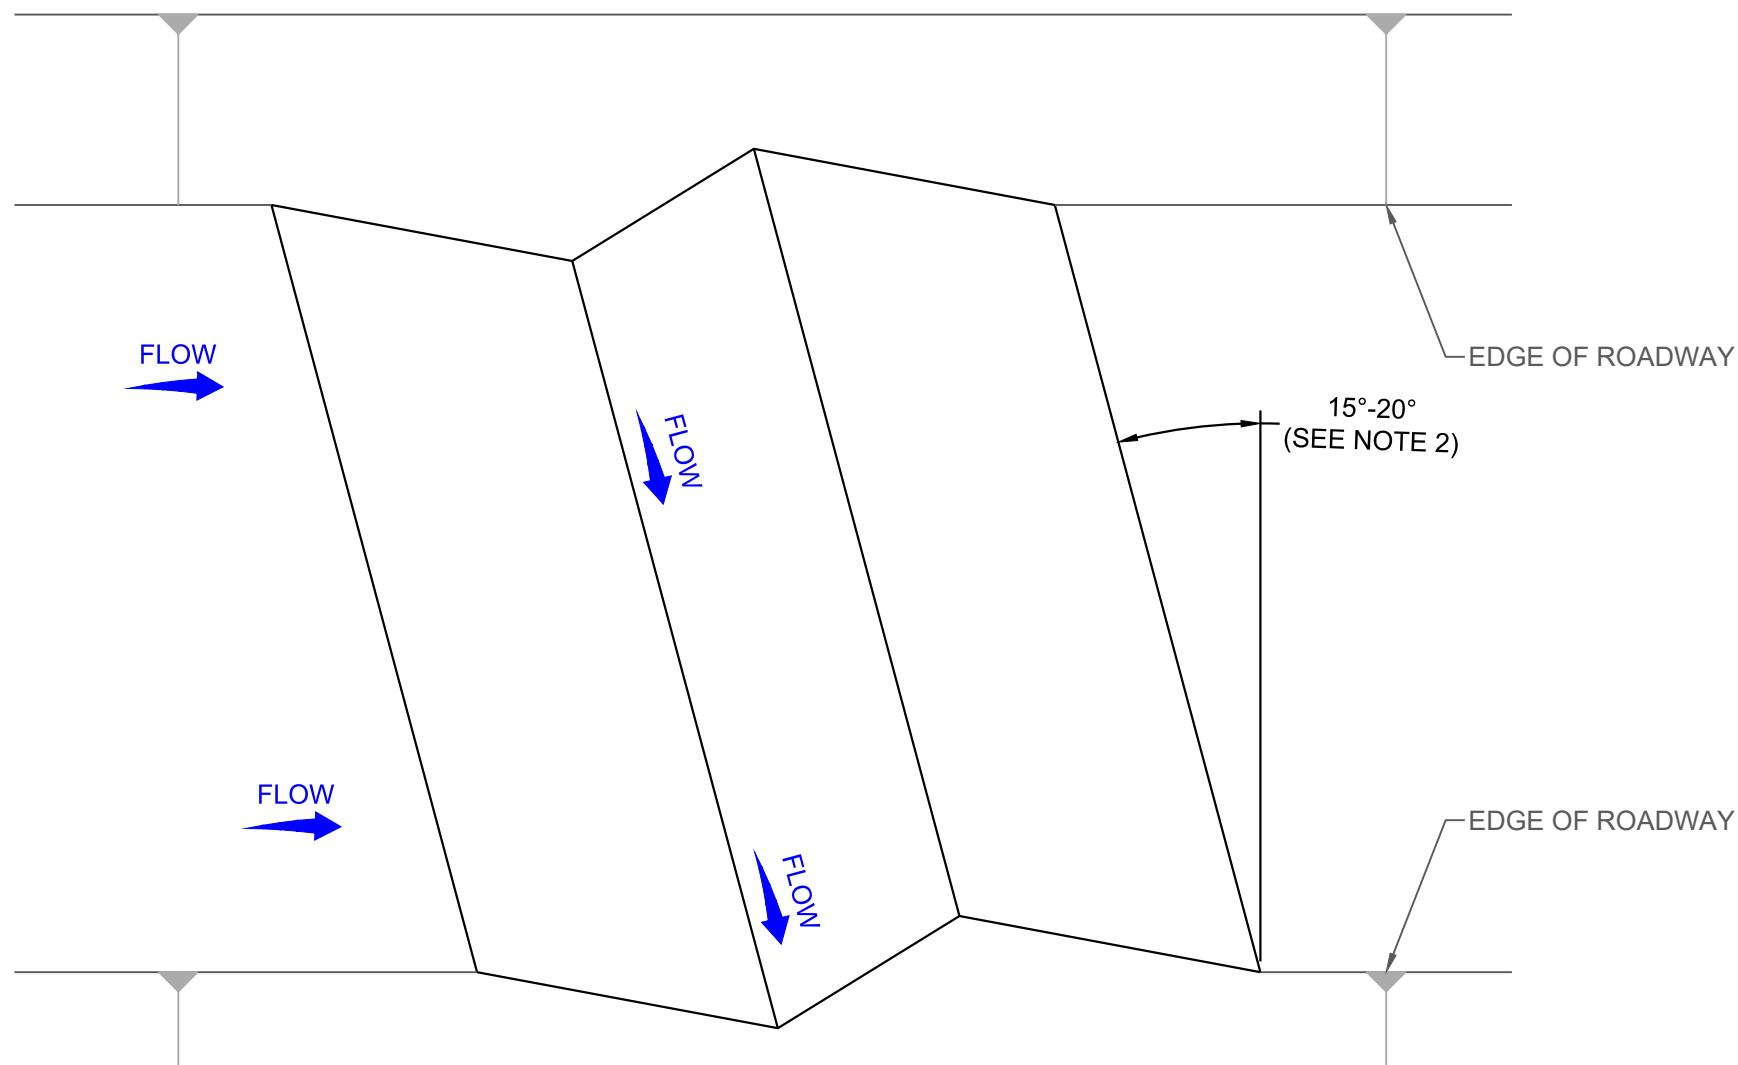 FLOW
EDGE OF ROADWAY
15°-20°
(SEE NOTE 2)
FLOW
FLOW
EDGE OF ROADWAY
FLOW